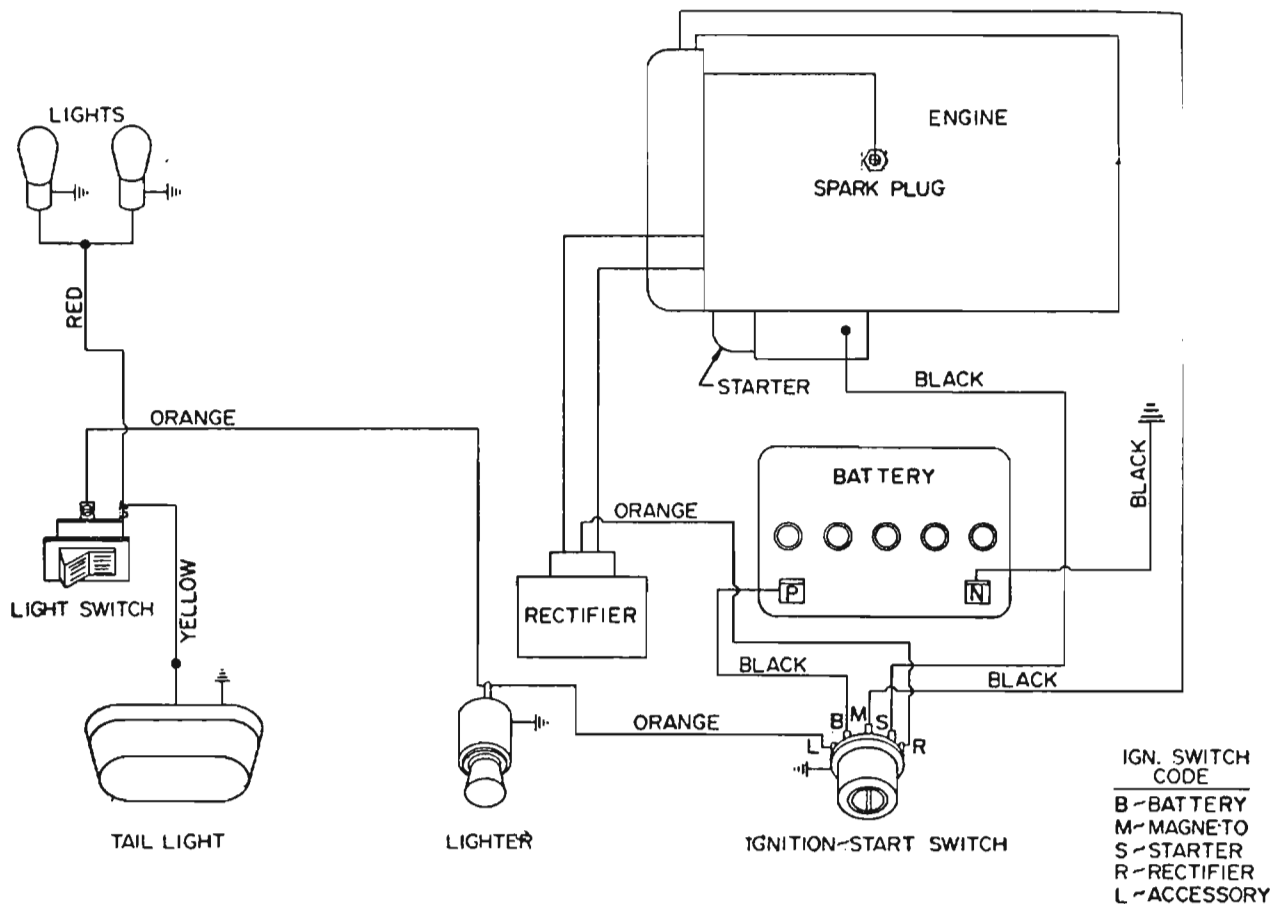 LIGHTS
ENGINE
SPARK PLUG
RED
STARTER
BLACK
ORANGE
BATTERY
BLACK
ORANGE
P
N
RECTIFIER
LIGHT SWITCH
YELLOW
BLACK
BLACK
ORANGE
L
B
M
S
R
TAIL LIGHT
LIGHTER
IGNITION-START SWITCH
IGN. SWITCH
CODE
B-BATTERY
M-MAGNETO
S-STARTER
R-RECTIFIER
L-ACCESSORY